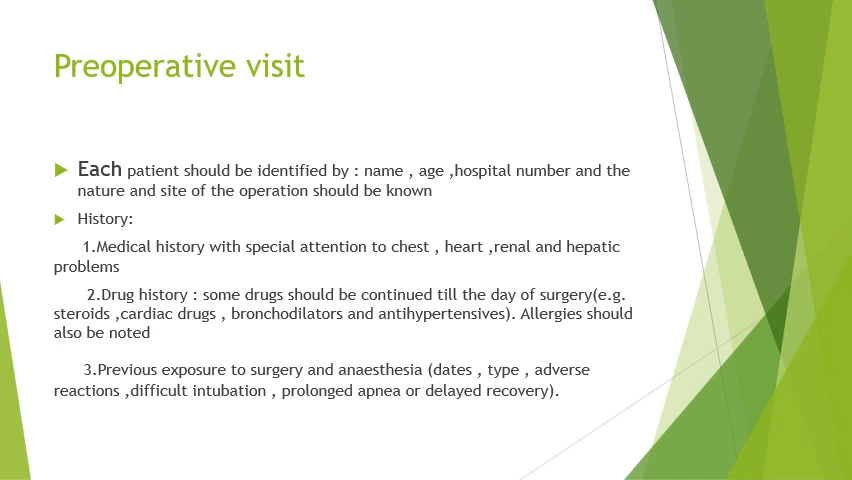 Preoperative visit
Each patient should be identified by : name , age ,hospital number and the
nature and site of the operation should be known
History:
1.Medical history with special attention to chest , heart ,renal and hepatic
problems
2.Drug history : some drugs should be continued till the day of surgery(e.g.
steroids ,cardiac drugs , bronchodilators and antihypertensives). Allergies should
also be noted
3.Previous exposure to surgery and anaesthesia (dates , type , adverse
reactions ,difficult intubation , prolonged apnea or delayed recovery).